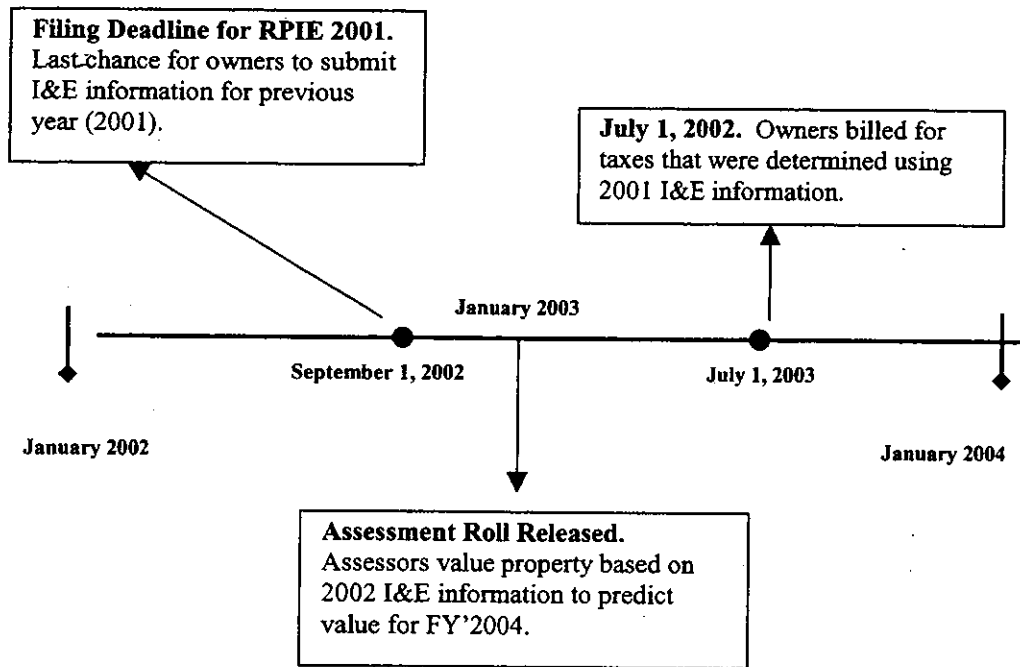 Filing Deadline for RPIE 2001.
Last chance for owners to submit
I&E information for previous
year (2001).
July 1, 2002. Owners billed for
taxes that were determined using
2001 I&E information.
January 2003
September 1, 2002
July 1, 2003
January 2002
January 2004
Assessment Roll Released.
Assessors value property based on
2002 I&E information to predict
value for FY'2004.